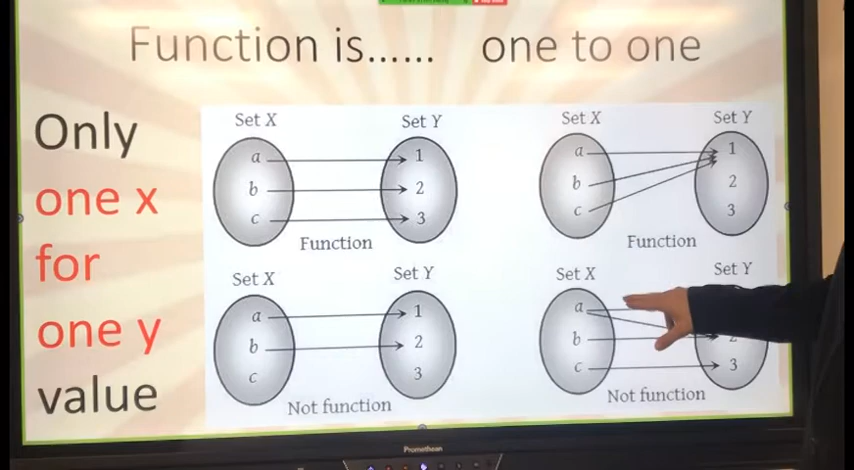 Function is...... one to one
Only
one x
for
one y
value
Set X
Set Y
a
1
b
2
c
3
Function
Set X
Set Y
a
1
b
2
c
3
Function
Set X
Set Y
a
1
b
2
c
3
Not function
Set X
Set Y
a
b
2
c
3
Not function
Promethean